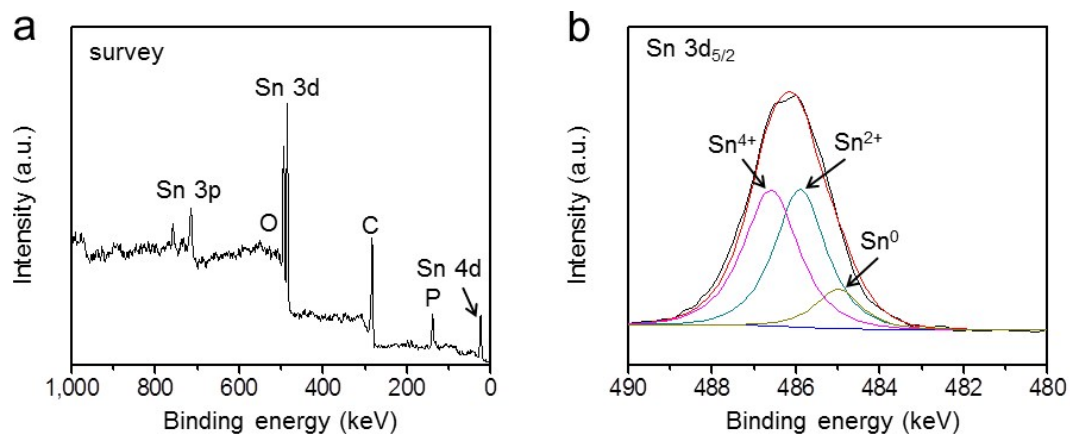 a
survey
Sn 3d
Sn 3p
O
C
Sn 4d
P
Intensity (a.u.)
1,000 800 600 400 200 0
Binding energy (keV)
b
Sn 3d5/2
Sn4+
Sn2+
Sn0
Intensity (a.u.)
490 488 486 484 482 480
Binding energy (keV)